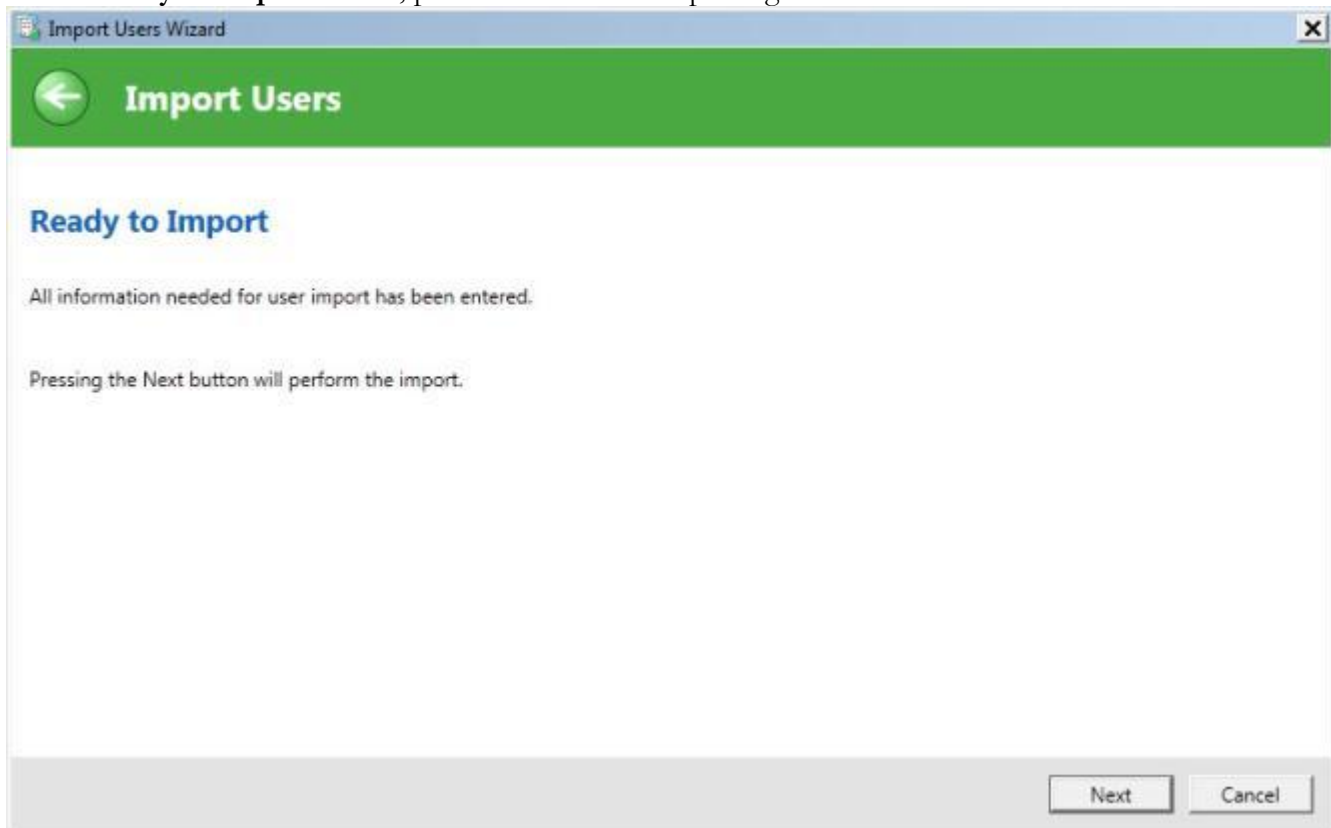 Import Users Wizard
Import Users
Ready to Import
All information needed for user import has been entered.
Pressing the Next button will perform the import.
Next Cancel